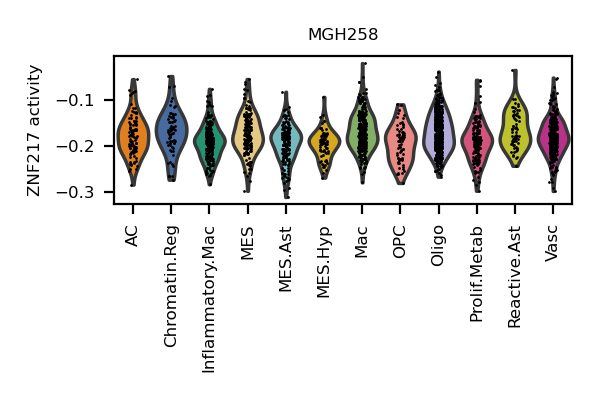 MGH258
ZNF217 activity
−0.1
−0.2
−0.3
AC
Chromatin.Reg
Inflammatory.Mac
MES
MES.Ast
MES.Hyp
Mac
OPC
Oligo
Prolif.Metab
Reactive.Ast
Vasc